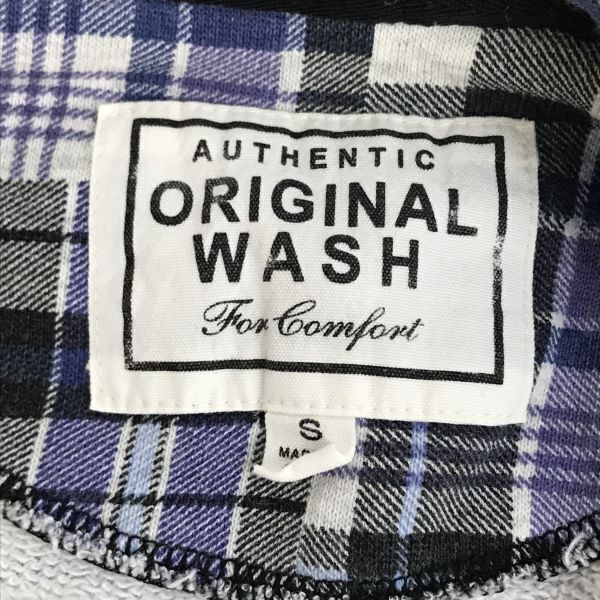 AUTHENTIC
ORIGINAL
WASH
For Comfort
S